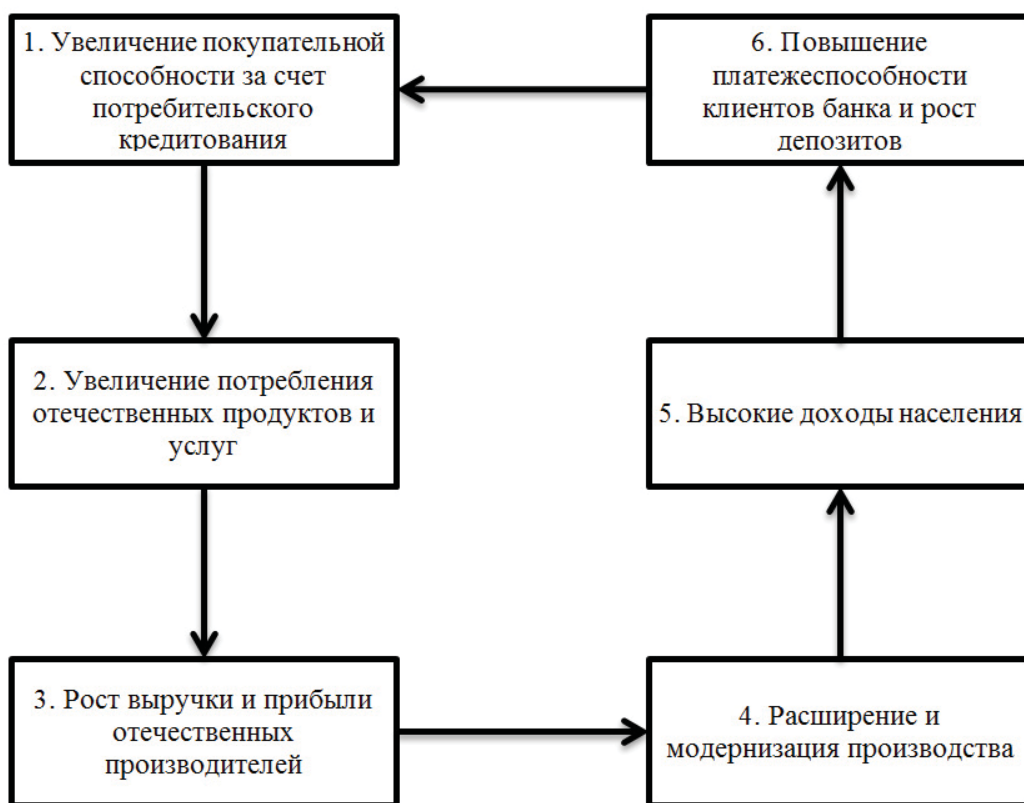 1. Увеличение покупательной
способности за счет
потребительского
кредитования
2. Увеличение потребления
отечественных продуктов и
услуг
3. Рост выручки и прибыли
отечественных
производителей
4. Расширение и
модернизация производства
5. Высокие доходы населения
6. Повышение
платежеспособности
клиентов банка и рост
депозитов